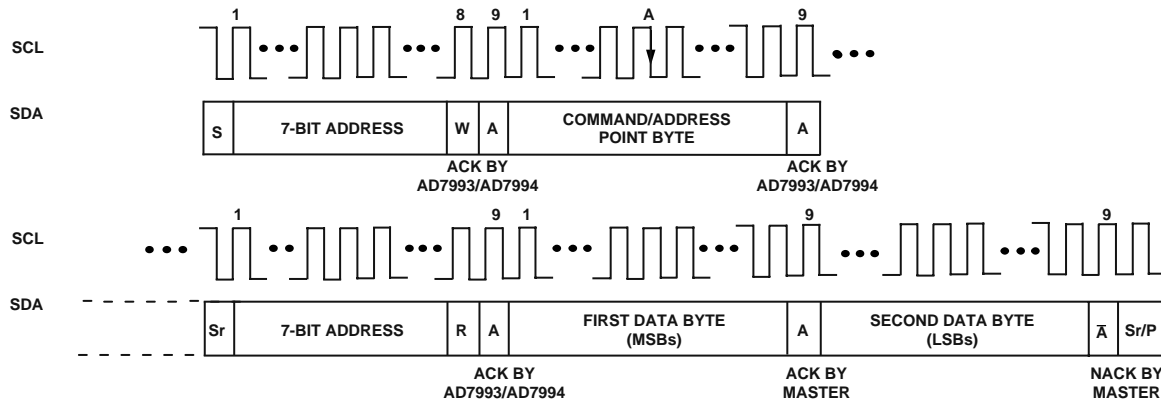 1 8 9 1 A 9
SCL
SDA
S 7-BIT ADDRESS W A COMMAND/ADDRESS POINT BYTE A
ACK BY AD7993/AD7994 ACK BY AD7993/AD7994
1 9 1 9 9
SCL
SDA
Sr 7-BIT ADDRESS R A FIRST DATA BYTE (MSBs) A SECOND DATA BYTE (LSBs) A̅ Sr/P
ACK BY AD7993/AD7994 ACK BY MASTER NACK BY MASTER